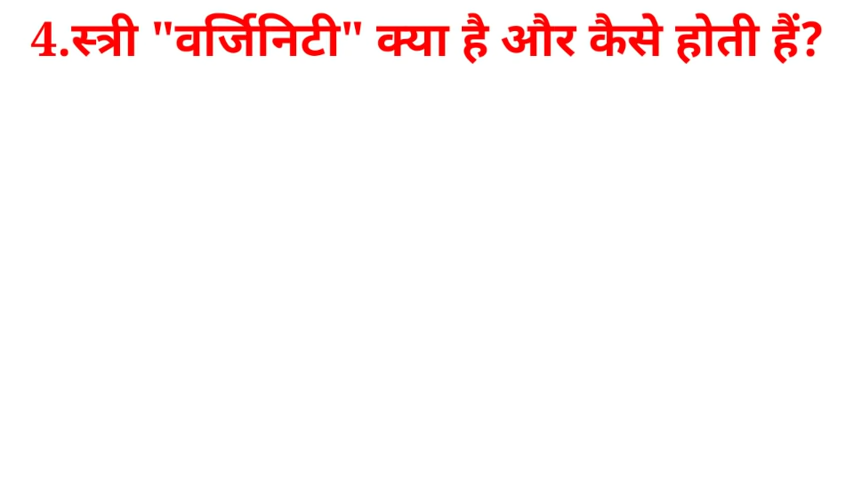 4.स्त्री "वर्जिनिटी" क्या है और कैसे होती हैं?